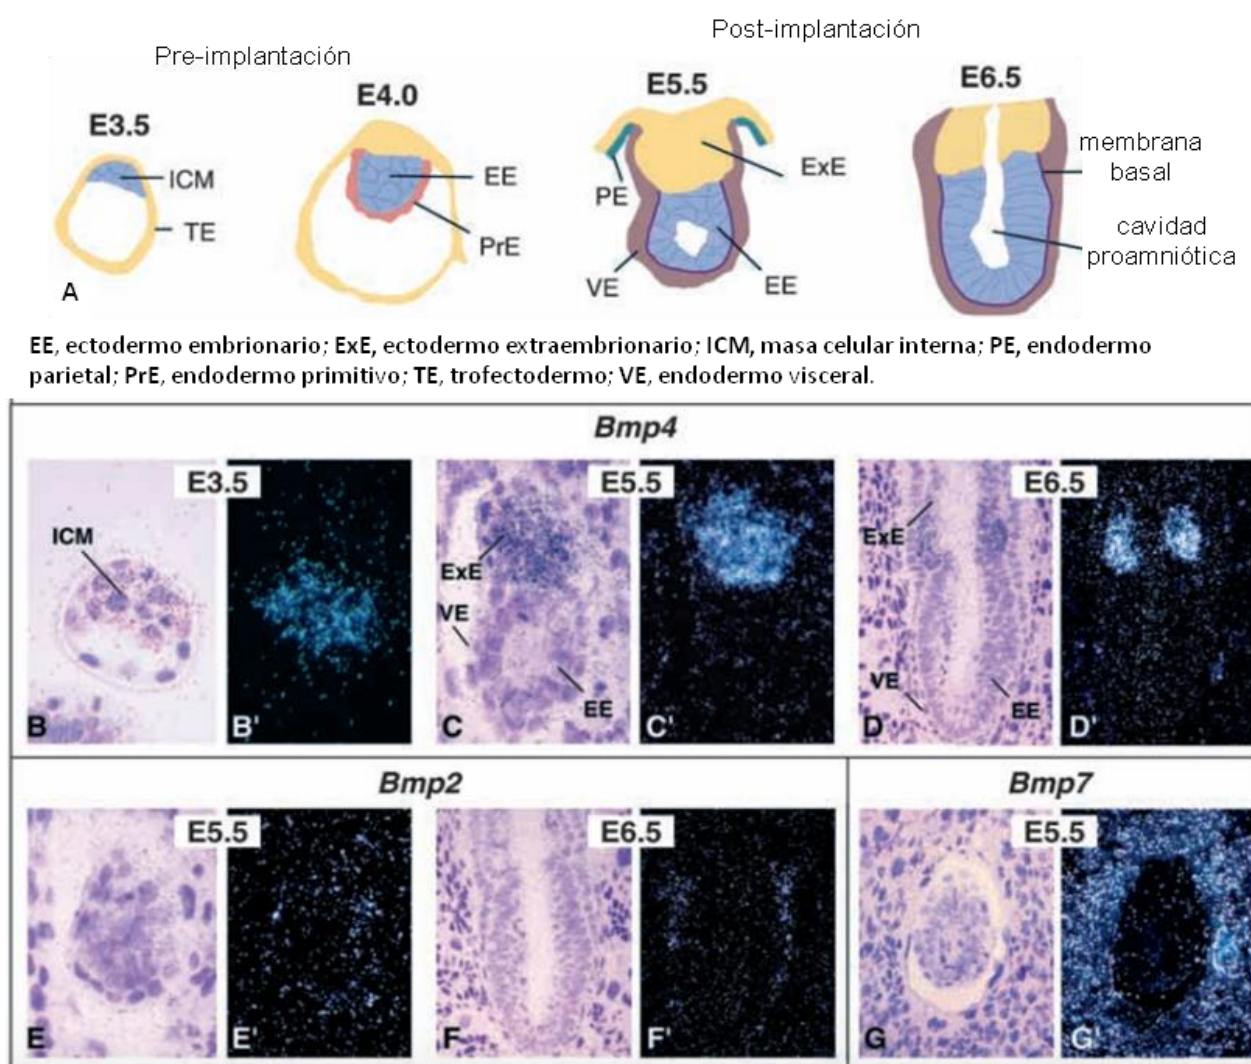 Pre-implantación
Post-implantación
E3.5
E4.0
E5.5
E6.5
ICM
TE
EE
PrE
PE
VE
ExE
EE
membrana
basal
cavidad
proamniótica
A
EE, ectodermo embrionario; ExE, ectodermo extraembrionario; ICM, masa celular interna; PE, endodermo
parietal; PrE, endodermo primitivo; TE, trofectodermo; VE, endodermo visceral.
Bmp4
E3.5
E5.5
E6.5
ICM
ExE
VE
EE
ExE
VE
EE
B
B'
C
C'
D
D'
Bmp2
Bmp7
E5.5
E6.5
E5.5
E
E'
F
F'
G
G'